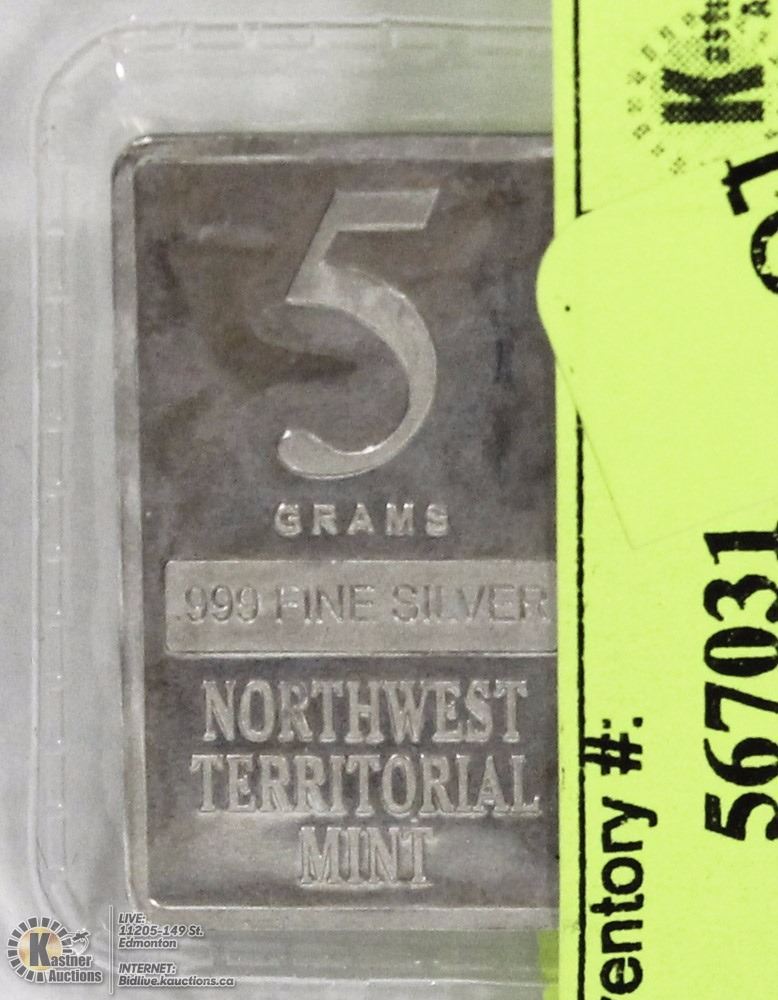 5
GRAMS
.999 FINE SILVER
NORTHWEST
TERRITORIAL
MINT
K
567031
entory #:
Kastner
Auctions
LIVE:
11205-149 St.
Edmonton
INTERNET:
Bidlive.kauctions.ca